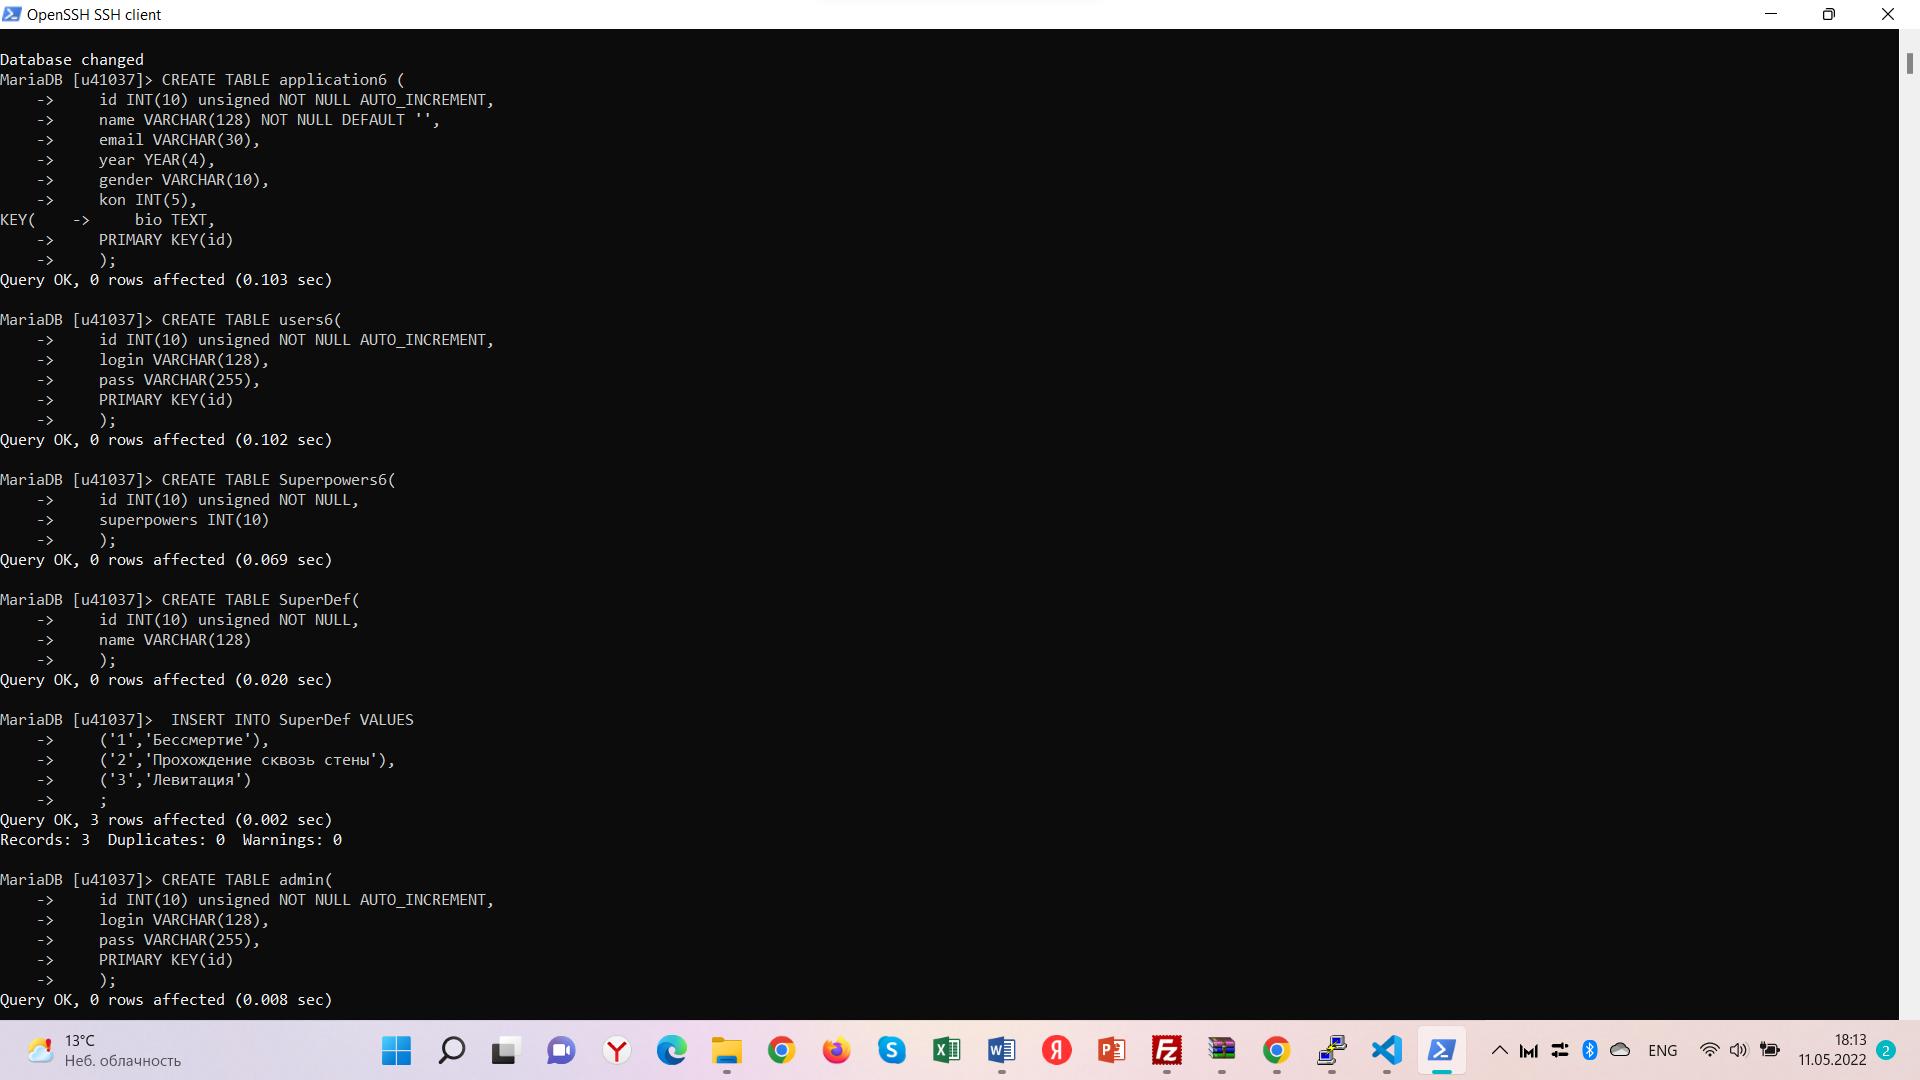 OpenSSH SSH client
Database changed
MariaDB [u41037]> CREATE TABLE application6 (
    ->     id INT(10) unsigned NOT NULL AUTO_INCREMENT,
    ->     name VARCHAR(128) NOT NULL DEFAULT '',
    ->     email VARCHAR(30),
    ->     year YEAR(4),
    ->     gender VARCHAR(10),
    ->     kon INT(5),
KEY(    ->     bio TEXT,
    ->     PRIMARY KEY(id)
    ->     );
Query OK, 0 rows affected (0.103 sec)
MariaDB [u41037]> CREATE TABLE users6(
    ->     id INT(10) unsigned NOT NULL AUTO_INCREMENT,
    ->     login VARCHAR(128),
    ->     pass VARCHAR(255),
    ->     PRIMARY KEY(id)
    ->     );
Query OK, 0 rows affected (0.102 sec)
MariaDB [u41037]> CREATE TABLE Superpowers6(
    ->     id INT(10) unsigned NOT NULL,
    ->     superpowers INT(10)
    ->     );
Query OK, 0 rows affected (0.069 sec)
MariaDB [u41037]> CREATE TABLE SuperDef(
    ->     id INT(10) unsigned NOT NULL,
    ->     name VARCHAR(128)
    ->     );
Query OK, 0 rows affected (0.020 sec)
MariaDB [u41037]>  INSERT INTO SuperDef VALUES
    ->     ('1','Бессмертие'),
    ->     ('2','Прохождение сквозь стены'),
    ->     ('3','Левитация')
    ->     ;
Query OK, 3 rows affected (0.002 sec)
Records: 3  Duplicates: 0  Warnings: 0
MariaDB [u41037]> CREATE TABLE admin(
    ->     id INT(10) unsigned NOT NULL AUTO_INCREMENT,
    ->     login VARCHAR(128),
    ->     pass VARCHAR(255),
    ->     PRIMARY KEY(id)
    ->     );
Query OK, 0 rows affected (0.008 sec)
13°C
Неб. облачность
ENG
18:13
11.05.2022
2